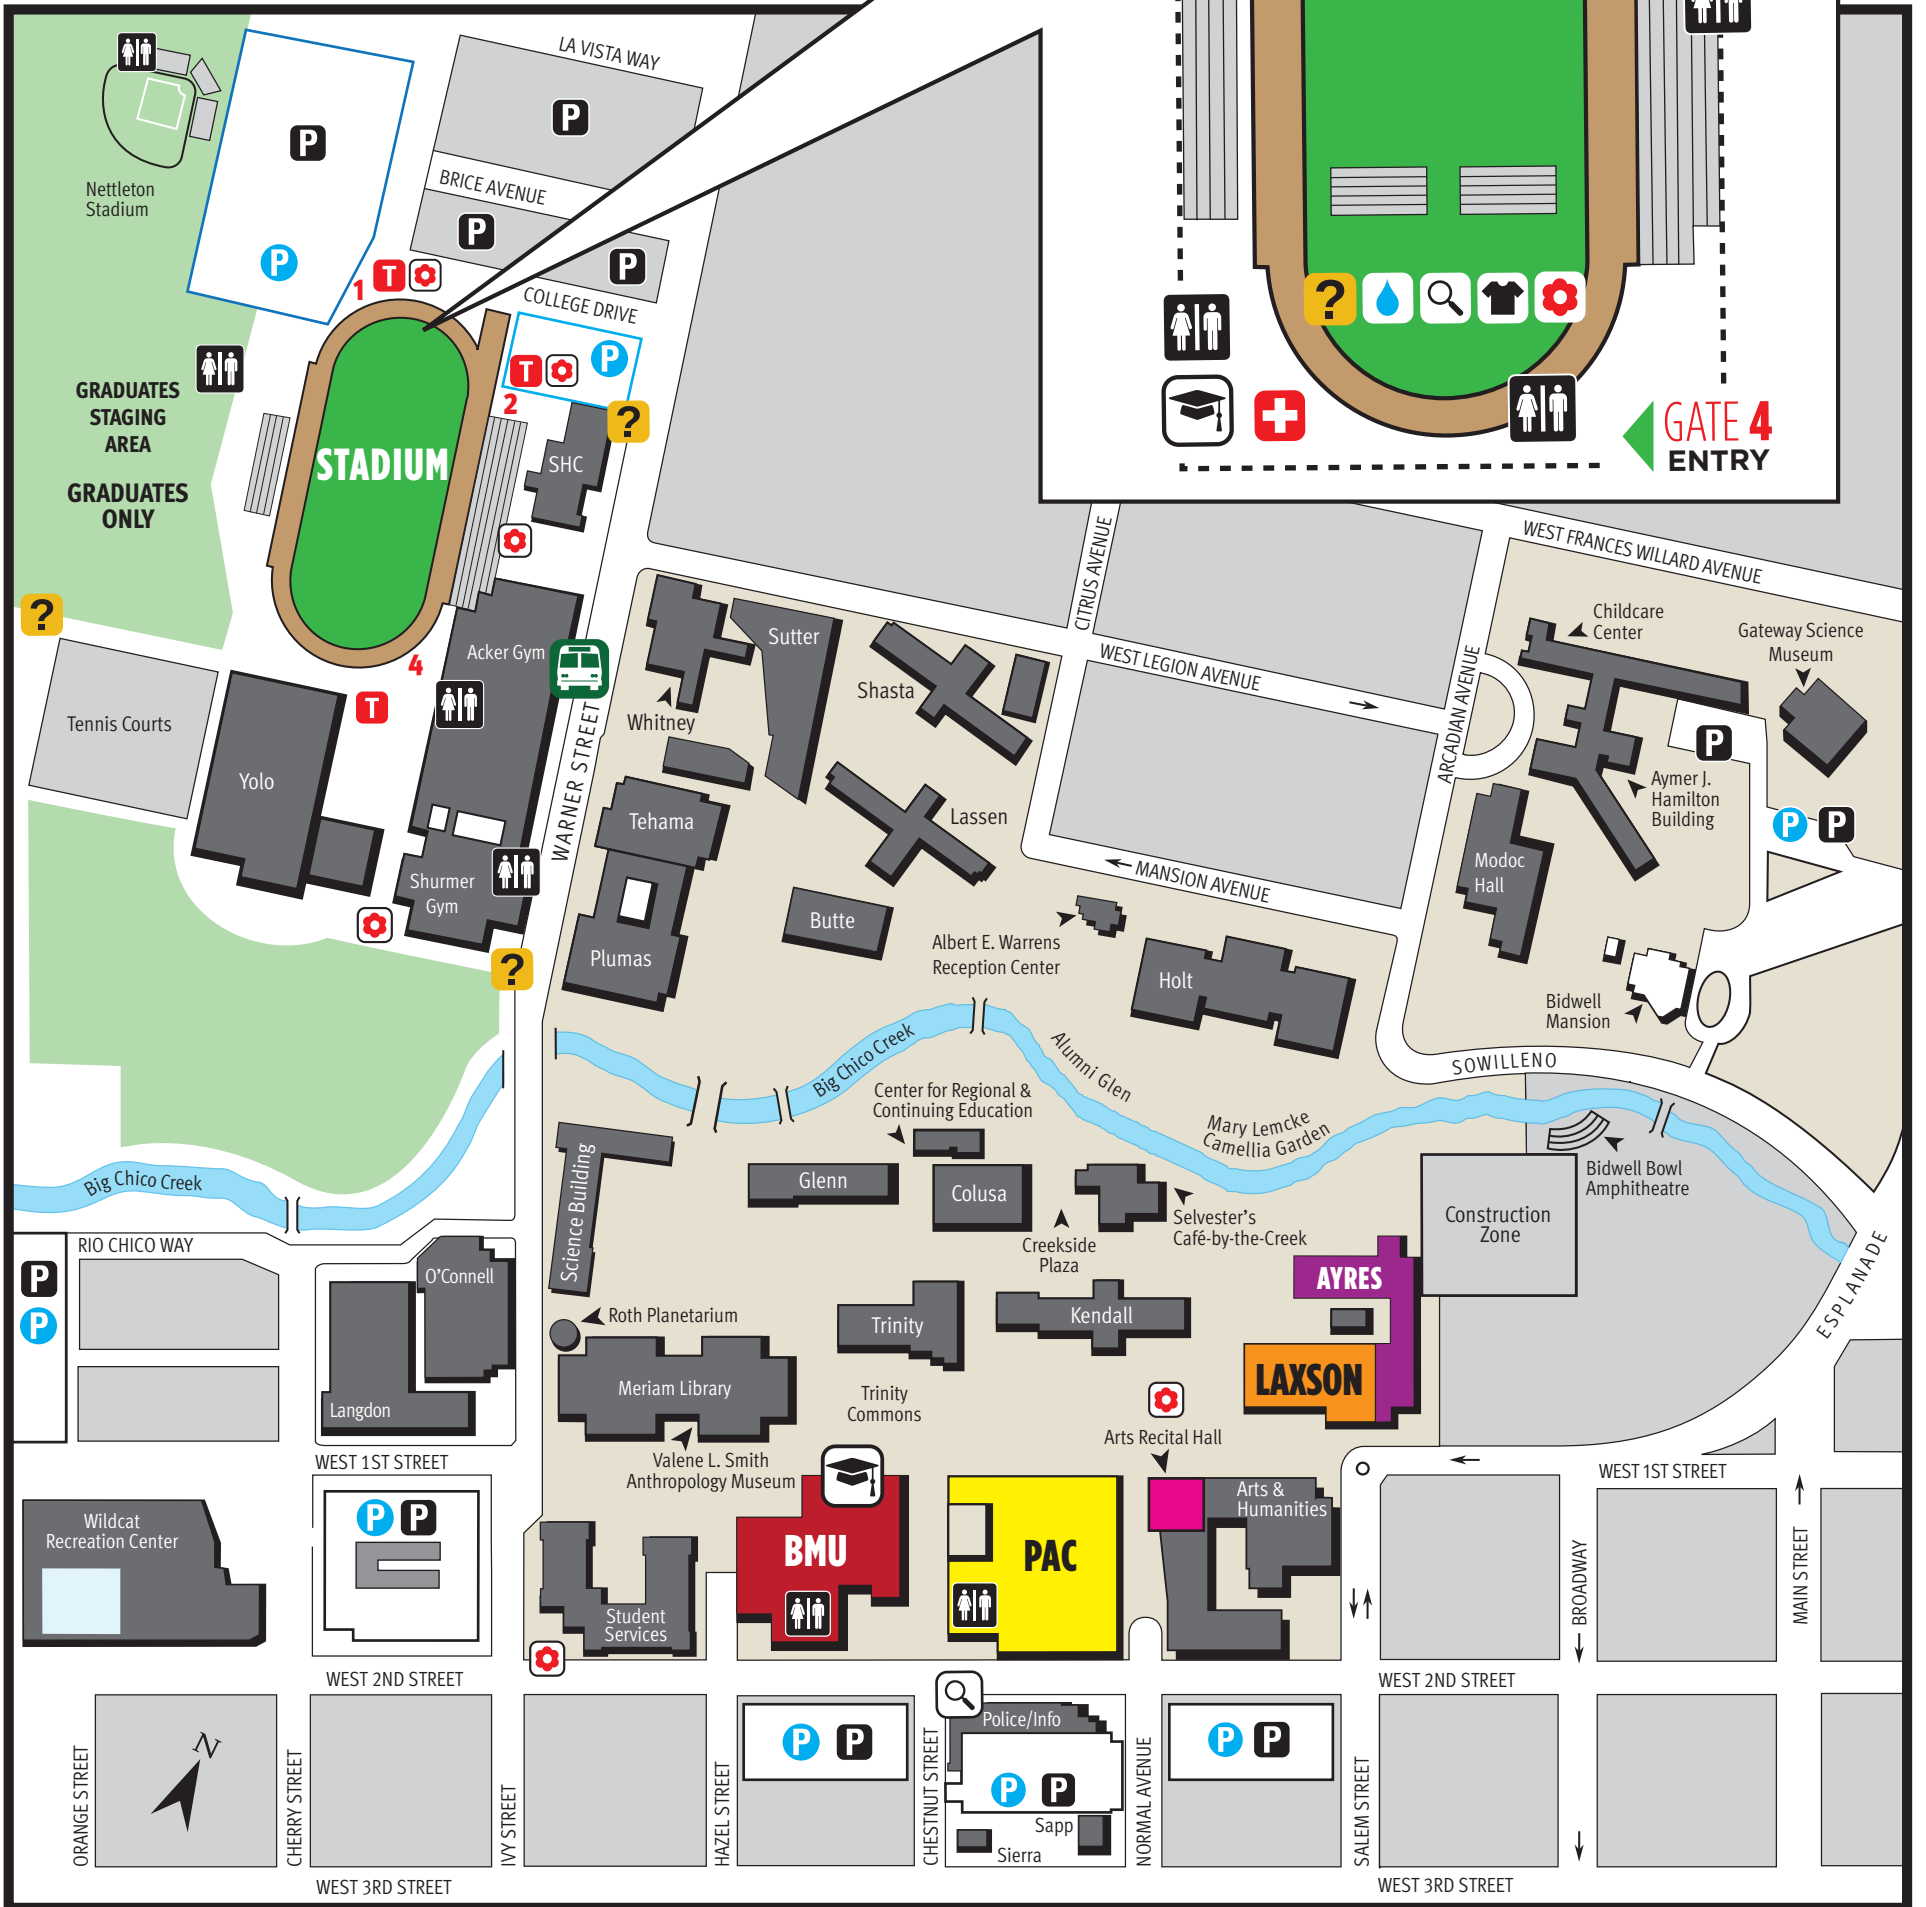 LA VISTA WAY
P
P
Nettleton
Stadium
BRICE AVENUE
P
P
P
1
T
COLLEGE DRIVE
T
P
2
?
GRADUATES
STAGING
AREA
GRADUATES
ONLY
STADIUM
SHC
?
GATE 4
ENTRY
?
Acker Gym
4
T
Tennis Courts
Yolo
Shurmer
Gym
?
WARNER STREET
Whitney
Sutter
Shasta
Tehama
Lassen
Plumas
Butte
CITRUS AVENUE
WEST LEGION AVENUE
MANSION AVENUE
ARCADIAN AVENUE
WEST FRANCES WILLARD AVENUE
Childcare
Center
Gateway Science
Museum
P
Aymer J.
Hamilton
Building
P
P
Modoc
Hall
Albert E. Warrens
Reception Center
Holt
Bidwell
Mansion
SOWILLENO
Big Chico Creek
Alumni Glen
Mary Lemcke
Camellia Garden
Center for Regional &
Continuing Education
Bidwell Bowl
Amphitheatre
Big Chico Creek
Science Building
Glenn
Colusa
Creekside
Plaza
Selvester's
Café-by-the-Creek
Construction
Zone
ESPLANADE
RIO CHICO WAY
P
P
O'Connell
Langdon
Roth Planetarium
Meriam Library
Valene L. Smith
Anthropology Museum
Trinity
Trinity
Commons
Kendall
AYRES
LAXSON
Arts Recital Hall
Arts &
Humanities
WEST 1ST STREET
WEST 1ST STREET
Wildcat
Recreation Center
P
P
Student
Services
BMU
PAC
BROADWAY
MAIN STREET
WEST 2ND STREET
WEST 2ND STREET
N
ORANGE STREET
CHERRY STREET
IVY STREET
HAZEL STREET
P
P
CHESTNUT STREET
Police/Info
P
P
Sapp
Sierra
NORMAL AVENUE
P
P
SALEM STREET
WEST 3RD STREET
WEST 3RD STREET